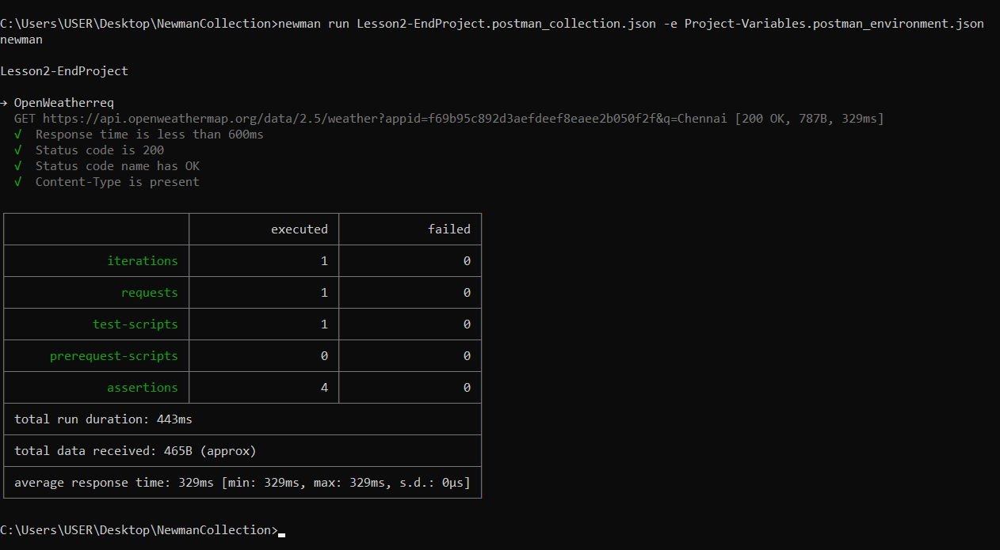 C:\Users\USER\Desktop\NewmanCollection>newman run Lesson2-EndProject.postman_collection.json -e Project-Variables.postman_environment.json
newman
Lesson2-EndProject
→ OpenWeatherreq
GET https://api.openweathermap.org/data/2.5/weather?appid=f69b95c892d3aefdeef8eaee2b050f2f&q=Chennai [200 OK, 787B, 329ms]
√ Response time is less than 600ms
√ Status code is 200
√ Status code name has OK
√ Content-Type is present
executed failed
iterations 1 0
requests 1 0
test-scripts 1 0
prerequest-scripts 0 0
assertions 4 0
total run duration: 443ms
total data received: 465B (approx)
average response time: 329ms [min: 329ms, max: 329ms, s.d.: 0µs]
C:\Users\USER\Desktop\NewmanCollection>